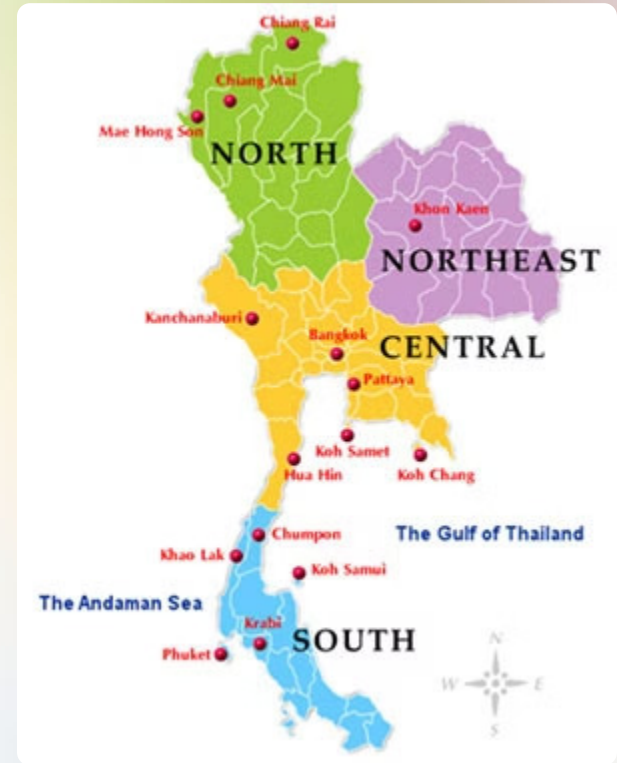 Chiang Rai
Chiang Mai
Mae Hong Son
NORTH
Khon Kaen
NORTHEAST
Kanchanaburi
Bangkok
CENTRAL
Pattaya
Koh Samet
Hua Hin
Koh Chang
Chumpon
The Gulf of Thailand
Khao Lak
Koh Samui
The Andaman Sea
Krabi
SOUTH
Phuket
N
W
E
S